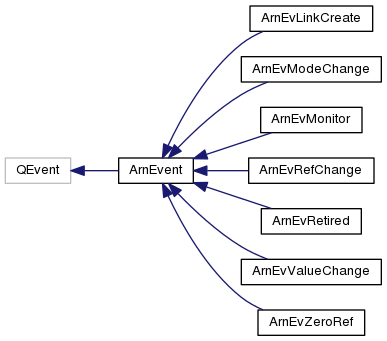 ArnEvLinkCreate
ArnEvModeChange
ArnEvMonitor
QEvent
ArnEvent
ArnEvRefChange
ArnEvRetired
ArnEvValueChange
ArnEvZeroRef